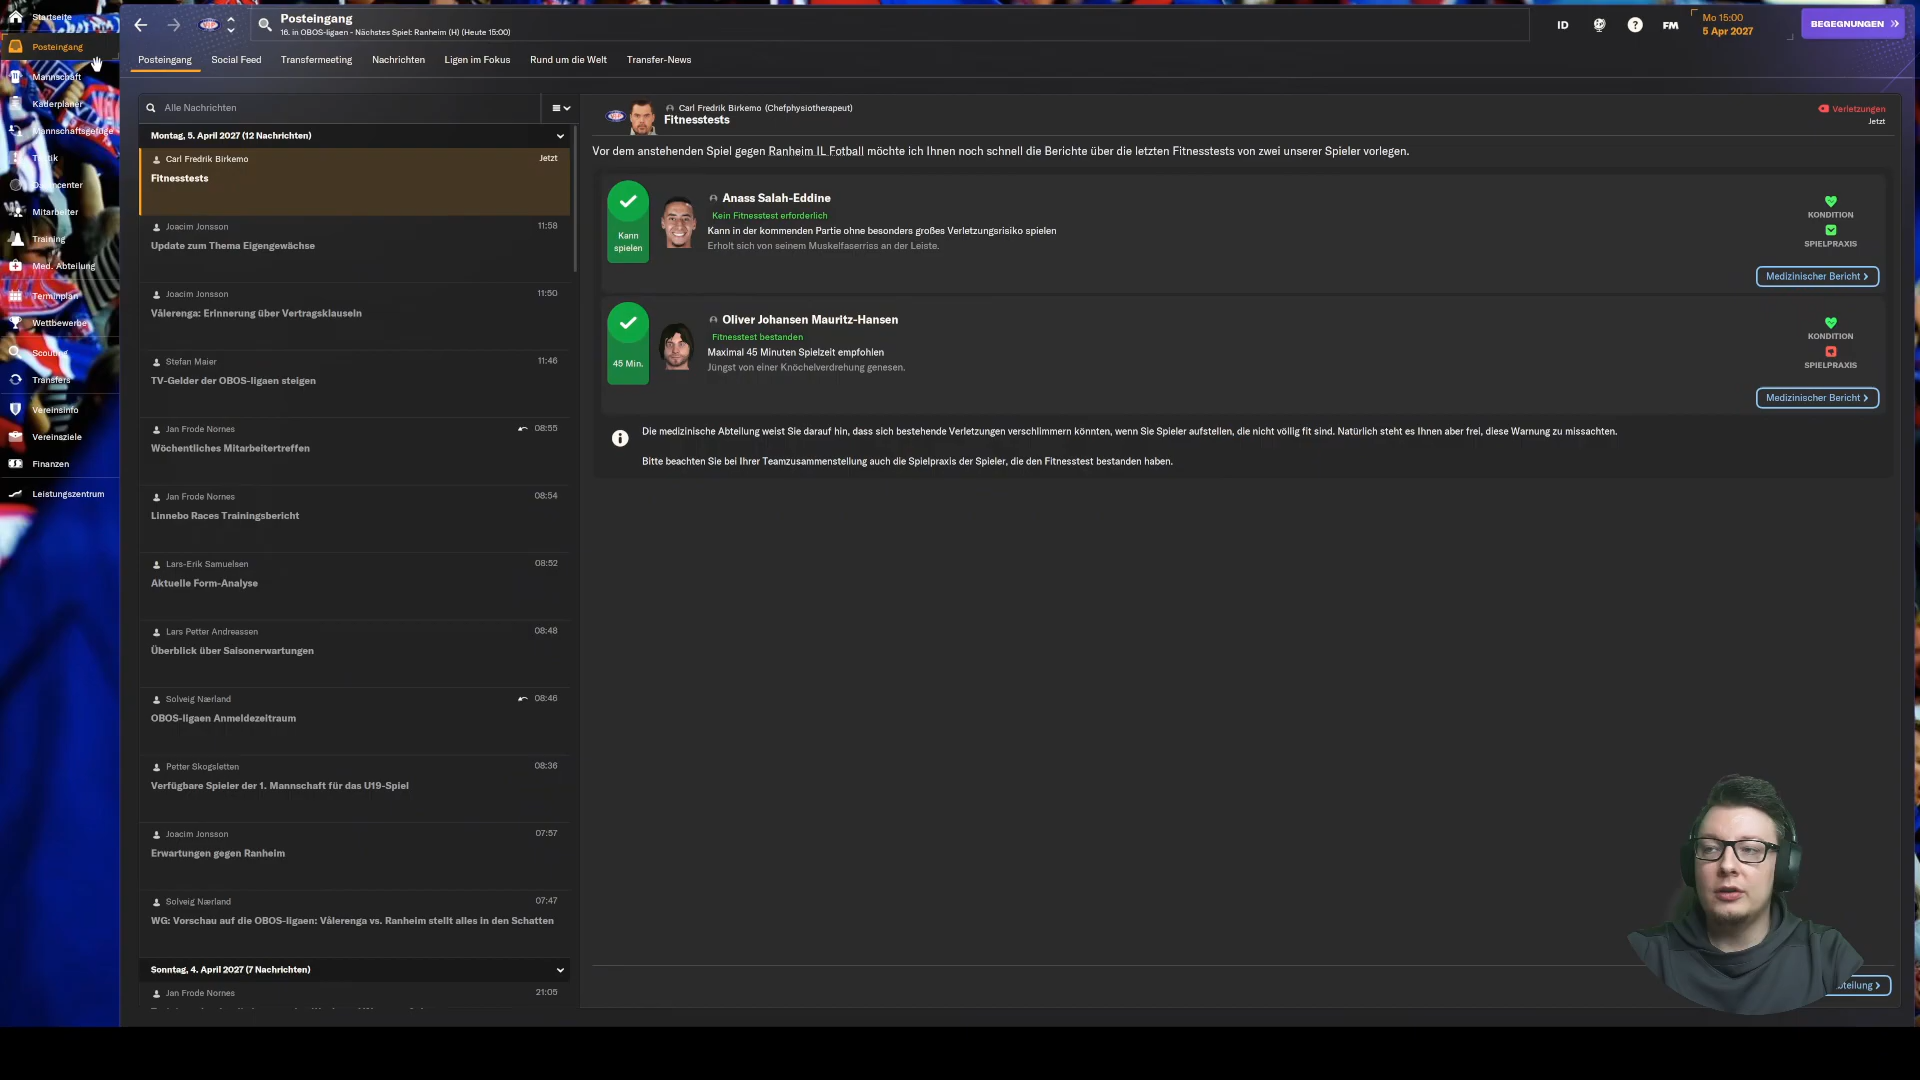 Startseite
Posteingang
Mannschaft
Kaderplaner
Mannschaftsgefüge
Taktik
Datencenter
Mitarbeiter
Training
Med. Abteilung
Terminplan
Wettbewerbe
Scouting
Transfers
Vereinsinfo
Vereinsziele
Finanzen
Leistungszentrum
VIF
Posteingang
16. in OBOS-ligaen - Nächstes Spiel: Ranheim (H) (Heute 15:00)
ID
?
FM
Mo 15:00
5 Apr 2027
BEGEGNUNGEN
Posteingang Social Feed Transfermeeting Nachrichten Ligen im Fokus Rund um die Welt Transfer-News
Alle Nachrichten
Montag, 5. April 2027 (12 Nachrichten)
Carl Fredrik Birkemo Jetzt
Fitnesstests
Joacim Jonsson 11:58
Update zum Thema Eigengewächse
Joacim Jonsson 11:50
Vålerenga: Erinnerung über Vertragsklauseln
Stefan Maier 11:46
TV-Gelder der OBOS-ligaen steigen
Jan Frode Nornes 08:55
Wöchentliches Mitarbeitertreffen
Jan Frode Nornes 08:54
Linnebo Races Trainingsbericht
Lars-Erik Samuelsen 08:52
Aktuelle Form-Analyse
Lars Petter Andreassen 08:48
Überblick über Saisonerwartungen
Solveig Nærland 08:46
OBOS-ligaen Anmeldezeitraum
Petter Skogsletten 08:36
Verfügbare Spieler der 1. Mannschaft für das U19-Spiel
Joacim Jonsson 07:57
Erwartungen gegen Ranheim
Solveig Nærland 07:47
WG: Vorschau auf die OBOS-ligaen: Vålerenga vs. Ranheim stellt alles in den Schatten
Sonntag, 4. April 2027 (7 Nachrichten)
Jan Frode Nornes 21:05
Carl Fredrik Birkemo (Chefphysiotherapeut)
Fitnesstests
Verletzungen
Jetzt
Vor dem anstehenden Spiel gegen Ranheim IL Fotball möchte ich Ihnen noch schnell die Berichte über die letzten Fitnesstests von zwei unserer Spieler vorlegen.
Kann
spielen
Anass Salah-Eddine
Kein Fitnesstest erforderlich
Kann in der kommenden Partie ohne besonders großes Verletzungsrisiko spielen
Erholt sich von seinem Muskelfaserriss an der Leiste.
KONDITION
SPIELPRAXIS
Medizinischer Bericht
45 Min.
Oliver Johansen Mauritz-Hansen
Fitnesstest bestanden
Maximal 45 Minuten Spielzeit empfohlen
Jüngst von einer Knöchelverdrehung genesen.
KONDITION
SPIELPRAXIS
Medizinischer Bericht
Die medizinische Abteilung weist Sie darauf hin, dass sich bestehende Verletzungen verschlimmern könnten, wenn Sie Spieler aufstellen, die nicht völlig fit sind. Natürlich steht es Ihnen aber frei, diese Warnung zu missachten.
Bitte beachten Sie bei Ihrer Teamzusammenstellung auch die Spielpraxis der Spieler, die den Fitnesstest bestanden haben.
bteilung